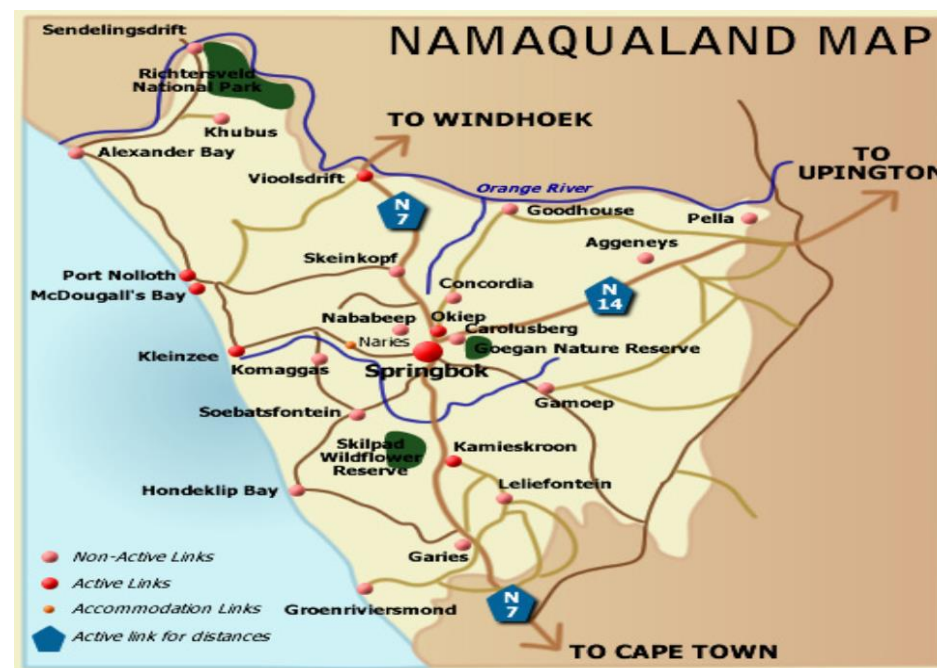 NAMAQUALAND MAP
Sendelingsdrift
Richtersveld
National Park
TO WINDHOEK
Khubus
Alexander Bay
TO
UPINGTON
Vioolsdrift
Orange River
N
7
Goodhouse
Pella
Aggeneys
Skeinkopf
Port Nolloth
McDougall's Bay
Concordia
N
14
Nababeep
Okiep
Carolusberg
Naries
Goegan Nature Reserve
Kleinzee
Komaggas
Springbok
Gamoep
Soebatsfontein
Skilpad
Wildflower
Reserve
Kamieskroon
Leliefontein
Hondeklip Bay
Garies
Non-Active Links
Active Links
Accommodation Links
Active link for distances
Groenriviersmond
N
7
TO CAPE TOWN